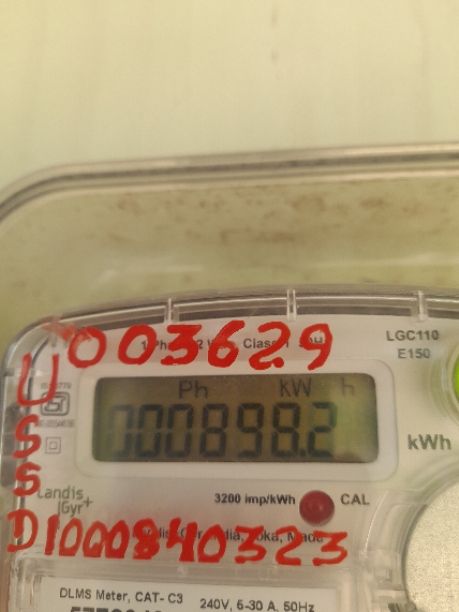 LGC110
E150
U003629
Ph KW h
000898.2
kWh
S
S
Landis
Gyr+
3200 imp/kWh CAL
D1000840323
DLMS Meter, CAT- C3 240V, 5-30 A. 50Hz